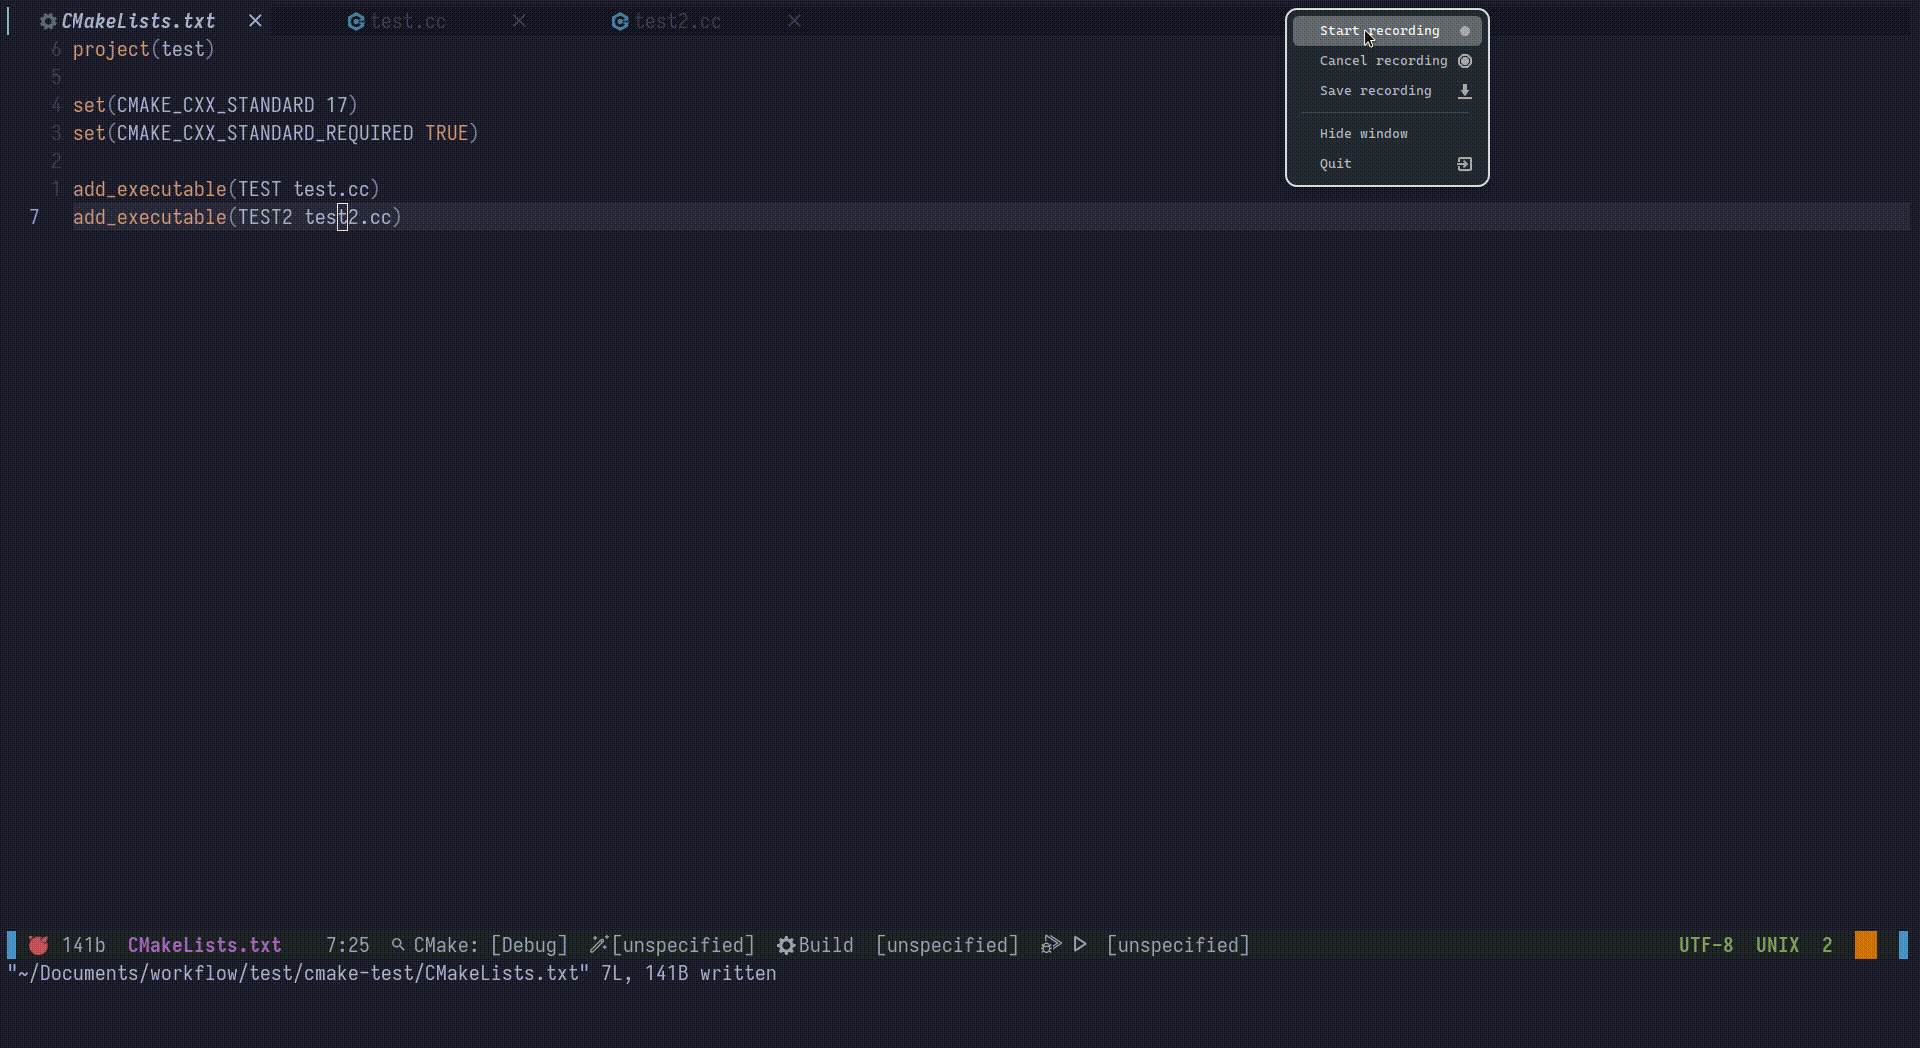 CMakeLists.txt test.cc test2.cc
6 project(test)
5
4 set(CMAKE_CXX_STANDARD 17)
3 set(CMAKE_CXX_STANDARD_REQUIRED TRUE)
2
1 add_executable(TEST test.cc)
7 add_executable(TEST2 test2.cc)
Start recording
Cancel recording
Save recording
Hide window
Quit
141b CMakeLists.txt 7:25 CMake: [Debug] [unspecified] Build [unspecified] [unspecified] UTF-8 UNIX 2
"~/Documents/workflow/test/cmake-test/CMakeLists.txt" 7L, 141B written